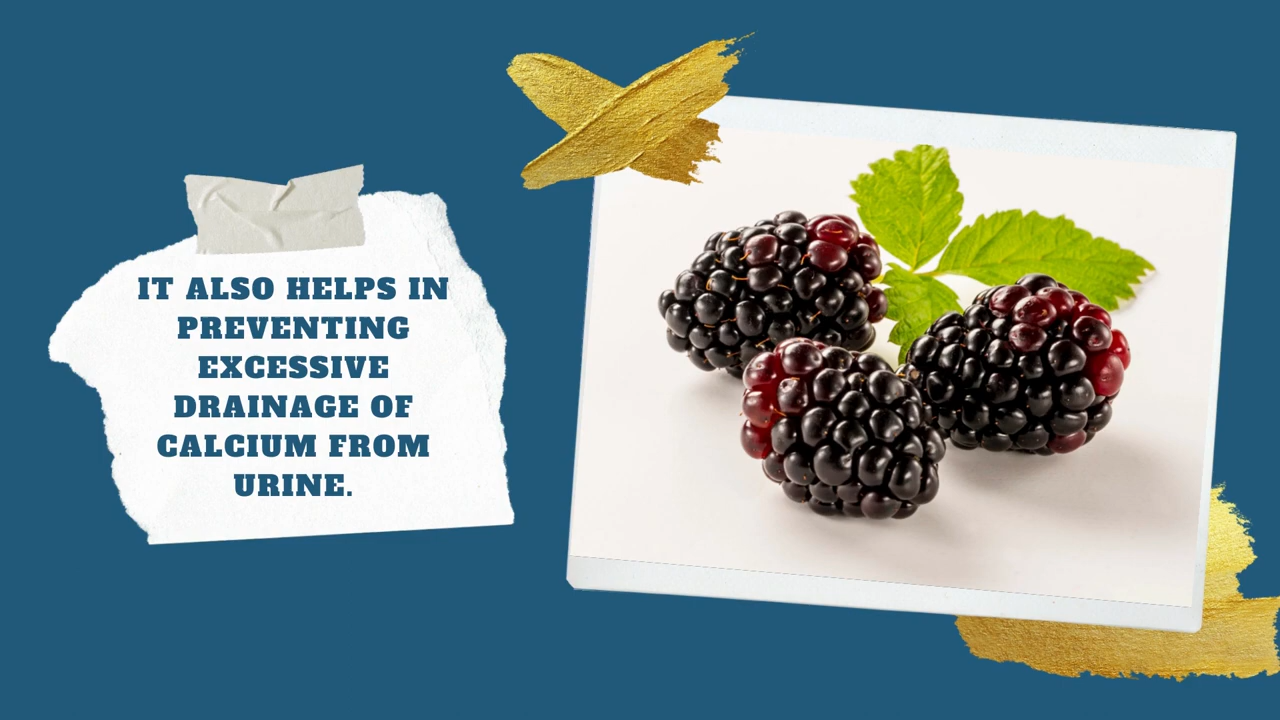 IT ALSO HELPS IN
PREVENTING
EXCESSIVE
DRAINAGE OF
CALCIUM FROM
URINE.